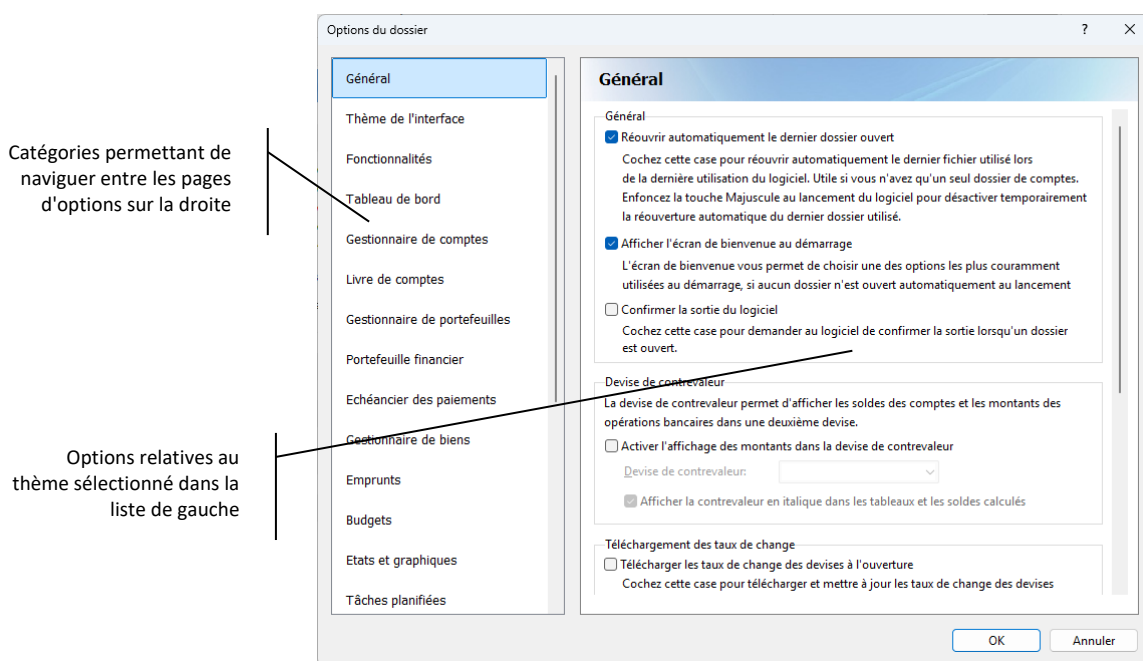 Options du dossier
?
Catégories permettant de
naviguer entre les pages
d'options sur la droite
Options relatives au
thème sélectionné dans la
liste de gauche
Général
Thème de l'interface
Fonctionnalités
Tableau de bord
Gestionnaire de comptes
Livre de comptes
Gestionnaire de portefeuilles
Portefeuille financier
Echéancier des paiements
Gestionnaire de biens
Emprunts
Budgets
Etats et graphiques
Tâches planifiées
Général
Général
Réouvrir automatiquement le dernier dossier ouvert
Cochez cette case pour réouvrir automatiquement le dernier fichier utilisé lors
de la dernière utilisation du logiciel. Utile si vous n'avez qu'un seul dossier de comptes.
Enfoncez la touche Majuscule au lancement du logiciel pour désactiver temporairement
la réouverture automatique du dernier dossier utilisé.
Afficher l'écran de bienvenue au démarrage
L'écran de bienvenue vous permet de choisir une des options les plus couramment
utilisées au démarrage, si aucun dossier n'est ouvert automatiquement au lancement
Confirmer la sortie du logiciel
Cochez cette case pour demander au logiciel de confirmer la sortie lorsqu'un dossier
est ouvert.
Devise de contrevaleur
La devise de contrevaleur permet d'afficher les soldes des comptes et les montants des
opérations bancaires dans une deuxième devise.
Activer l'affichage des montants dans la devise de contrevaleur
Devise de contrevaleur:
Afficher la contrevaleur en italique dans les tableaux et les soldes calculés
Téléchargement des taux de change
Télécharger les taux de change des devises à l'ouverture
Cochez cette case pour télécharger et mettre à jour les taux de change des devises
OK
Annuler